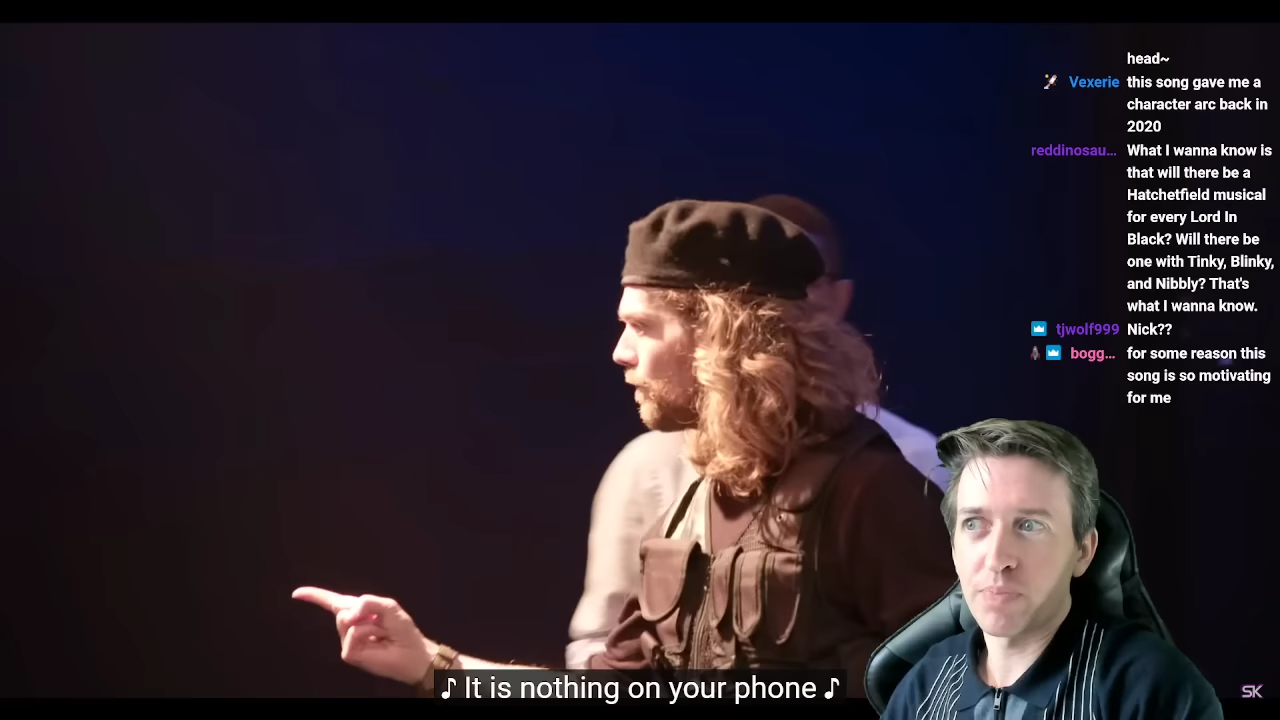 head~
Vexerie this song gave me a
character arc back in
2020
reddinosau... What I wanna know is
that will there be a
Hatchetfield musical
for every Lord In
Black? Will there be
one with Tinky, Blinky,
and Nibbly? That's
what I wanna know.
tjwolf999 Nick??
bogg... for some reason this
song is so motivating
for me
♪ It is nothing on your phone ♪
SK